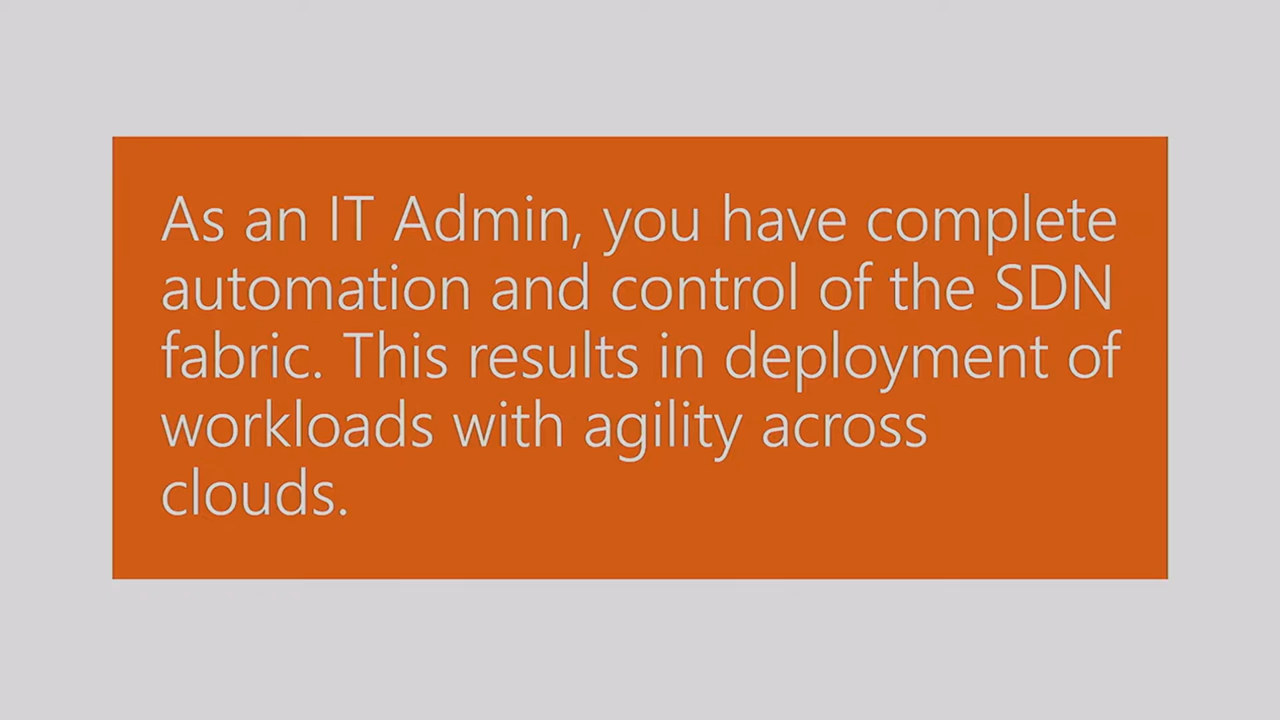 As an IT Admin, you have complete
automation and control of the SDN
fabric. This results in deployment of
workloads with agility across
clouds.